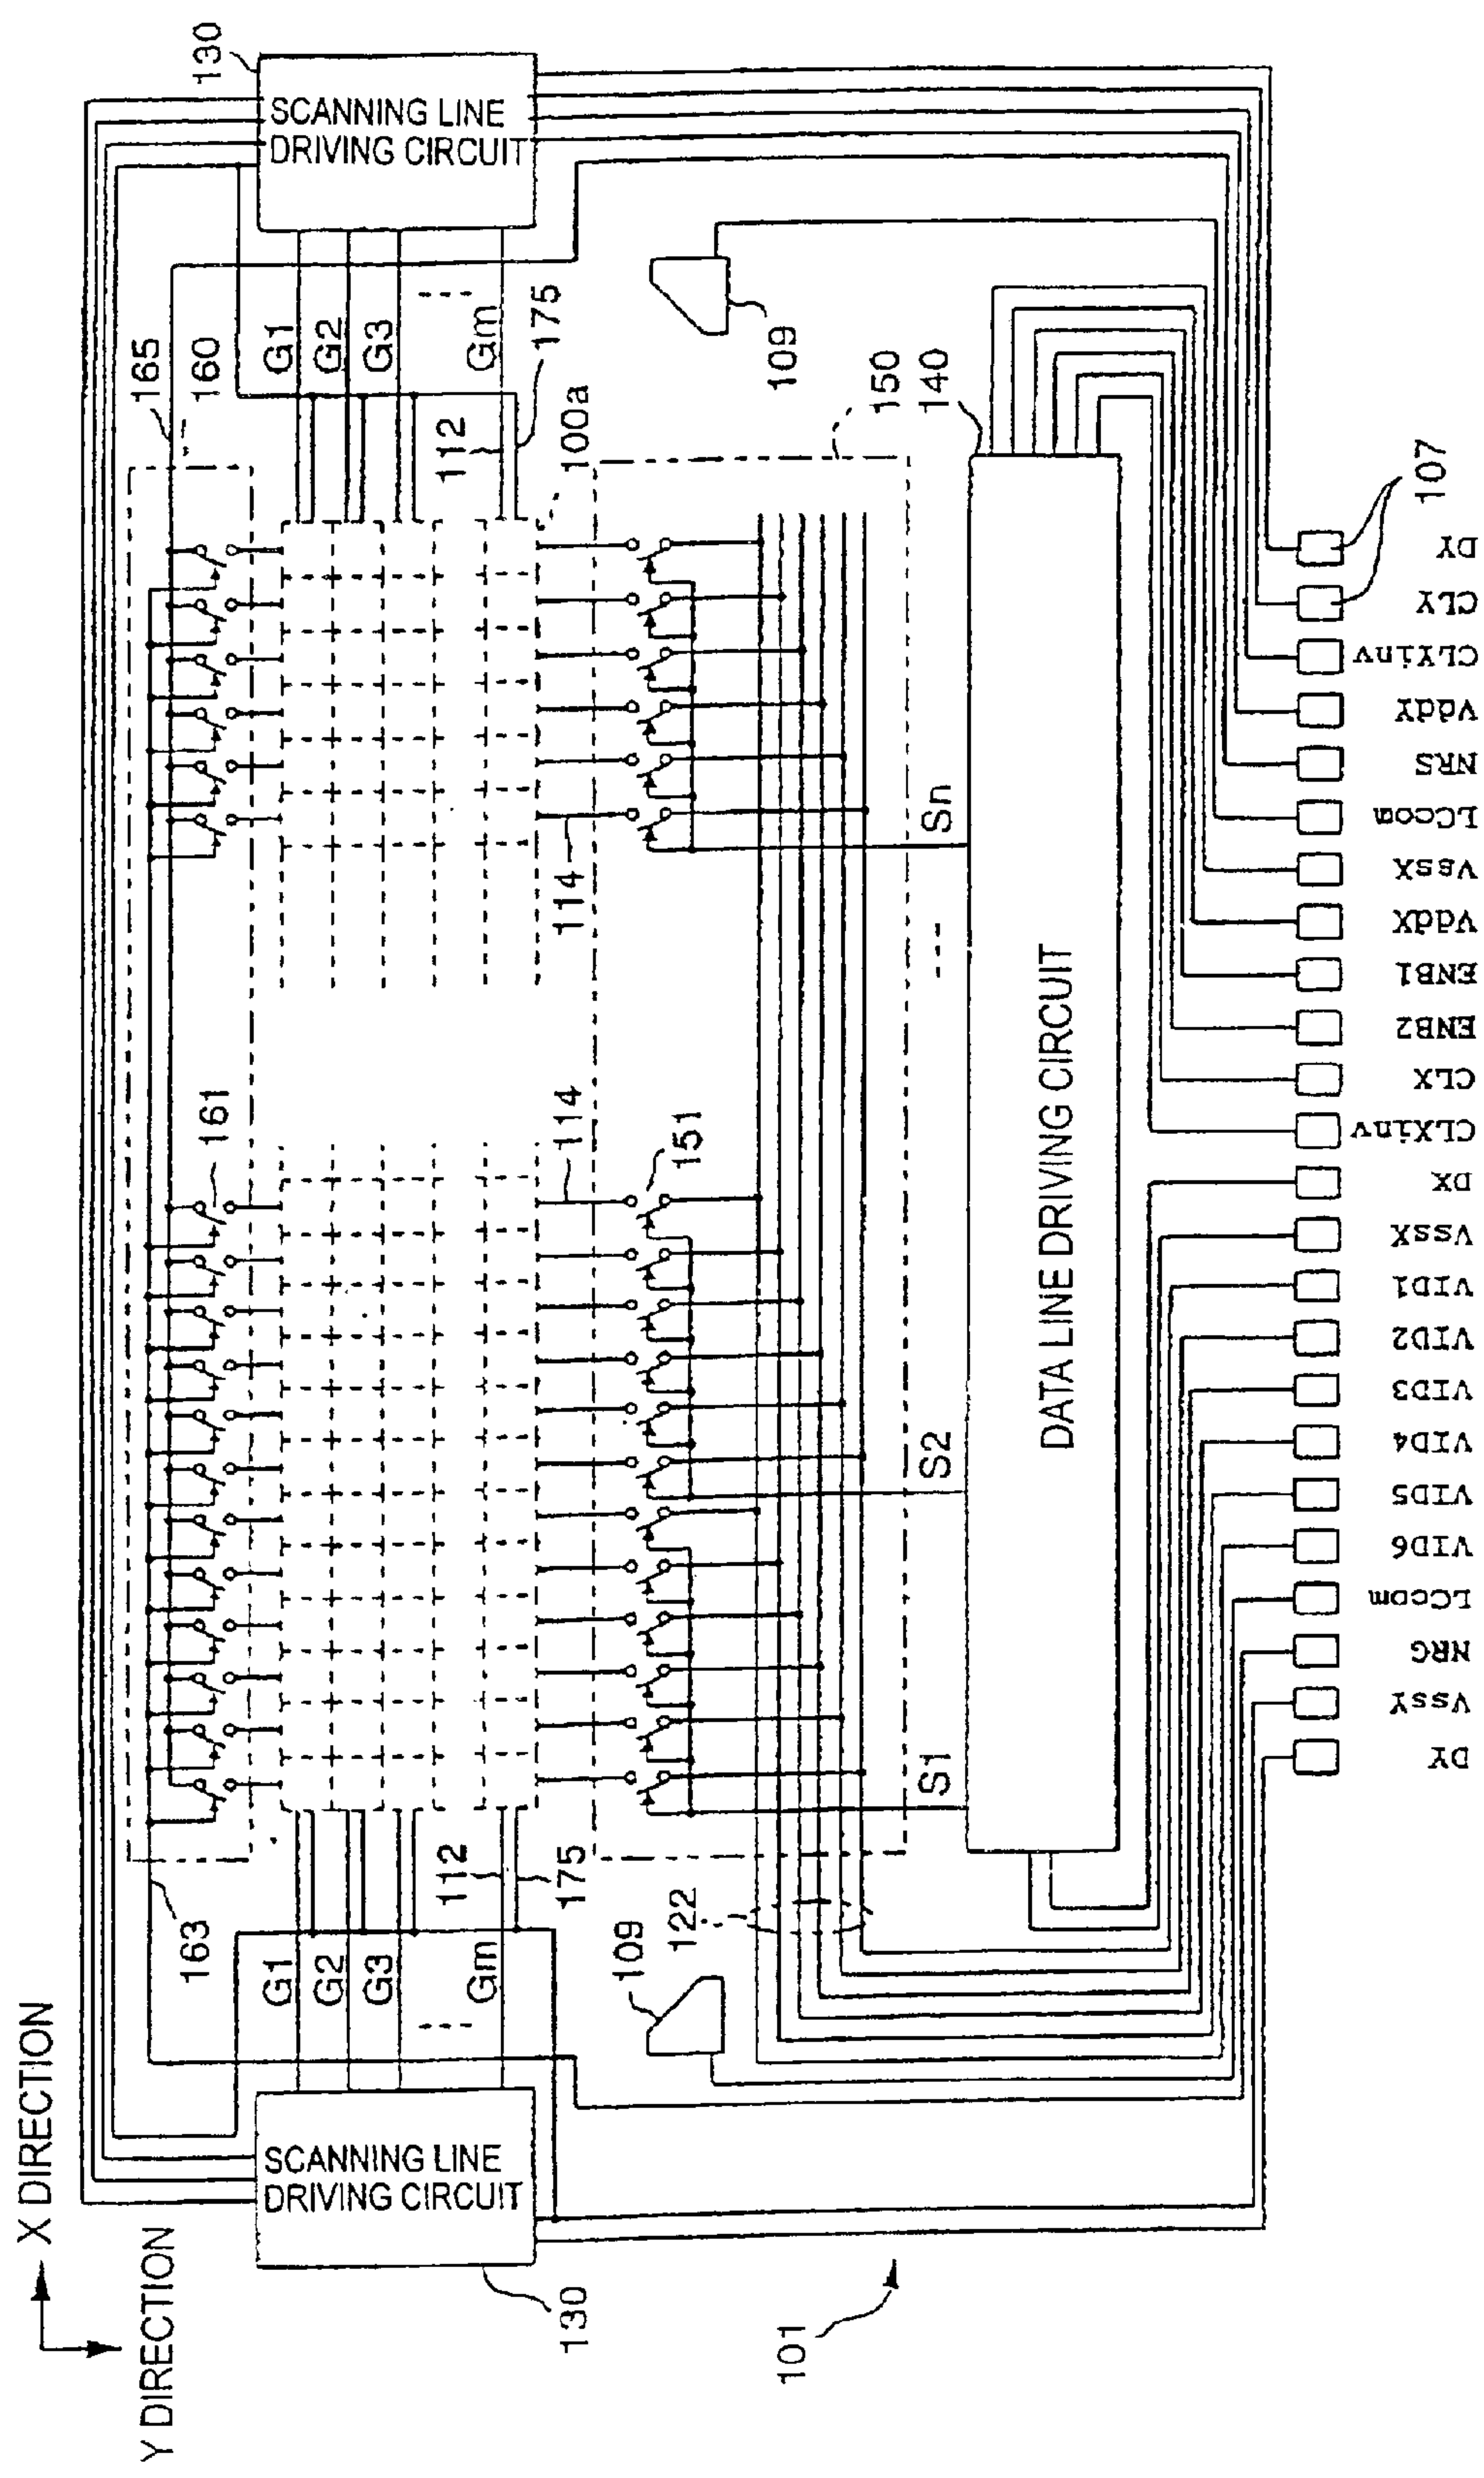 X DIRECTION
Y DIRECTION
130
SCANNING LINE
DRIVING CIRCUIT
163
G1
G2
G3
Gm
112
175
109
122
161
114
151
165
160
G1
G2
G3
Gm
112
175
100a
130
SCANNING LINE
DRIVING CIRCUIT
114
109
150
140
S1
S2
Sn
DATA LINE DRIVING CIRCUIT
101
107
DY
VssY
NRG
LCcom
VID6
VID5
VID4
VID3
VID2
VID1
VssX
DX
CLXinv
CLX
ENB2
ENB1
VddX
VssX
LCcom
NRS
VddY
CLYinv
CLY
DY